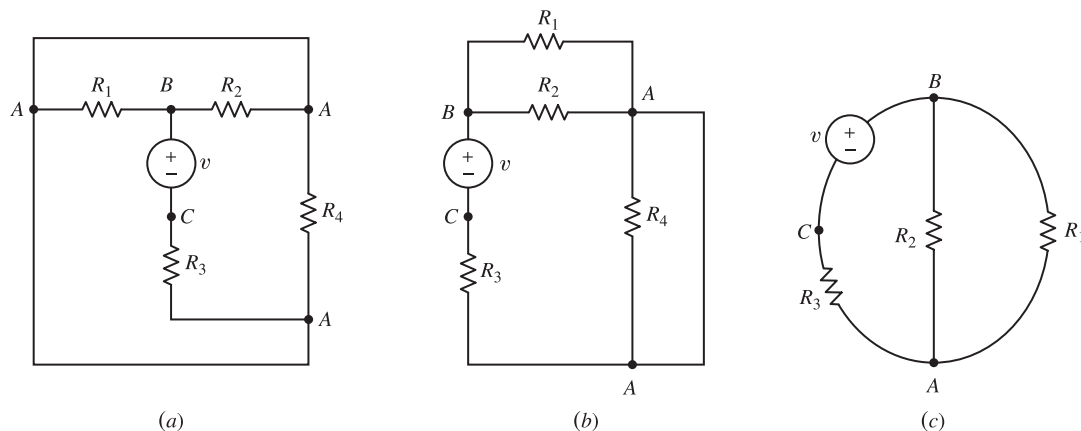 A R₁ B R₂ A
+
− v
C
R₄
R₃
A
(a)
R₁
B R₂ A
+
− v
C
R₄
R₃
A
(b)
B
v +
−
C
R₂
R
R₃
A
(c)